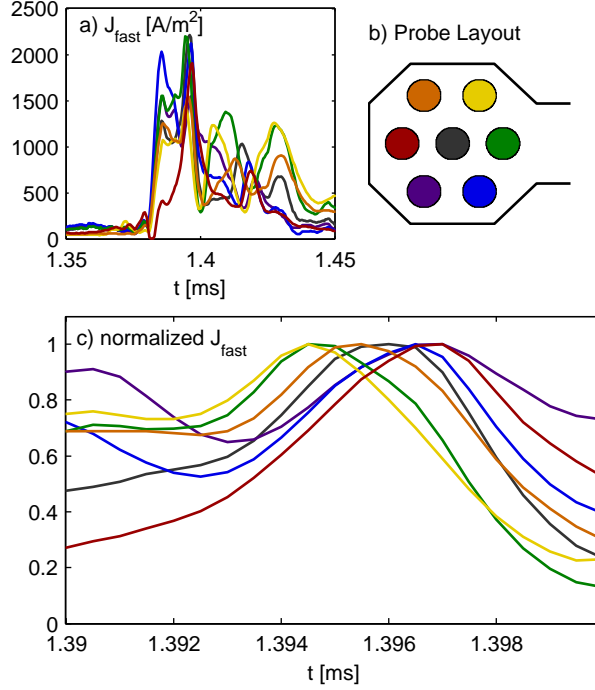 a) J_fast [A/m²]
2500
2000
1500
1000
500
0
1.35 1.4 1.45
t [ms]
b) Probe Layout
c) normalized J_fast
1
0.8
0.6
0.4
0.2
0
1.39 1.392 1.394 1.396 1.398
t [ms]